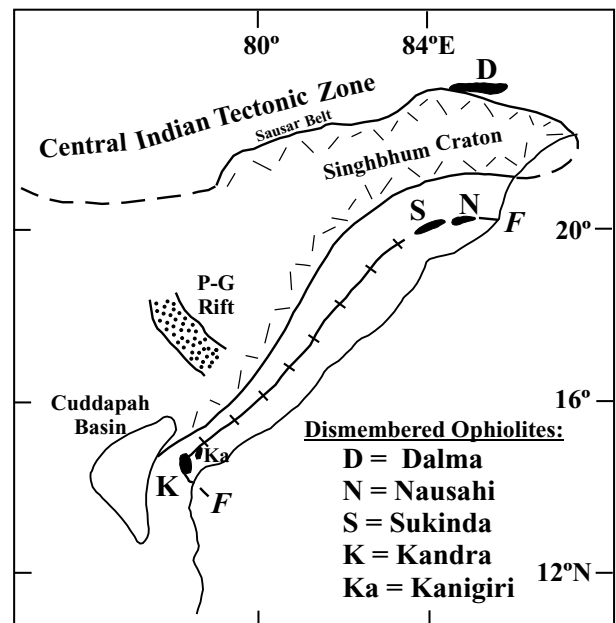 80º 84ºE
D
Central Indian Tectonic Zone
Sausar Belt
Singhbhum Craton
S N F
20º
P-G
Rift
16º
Cuddapah
Basin
Ka
K
F
Dismembered Ophiolites:
D = Dalma
N = Nausahi
S = Sukinda
K = Kandra
Ka = Kanigiri
12ºN